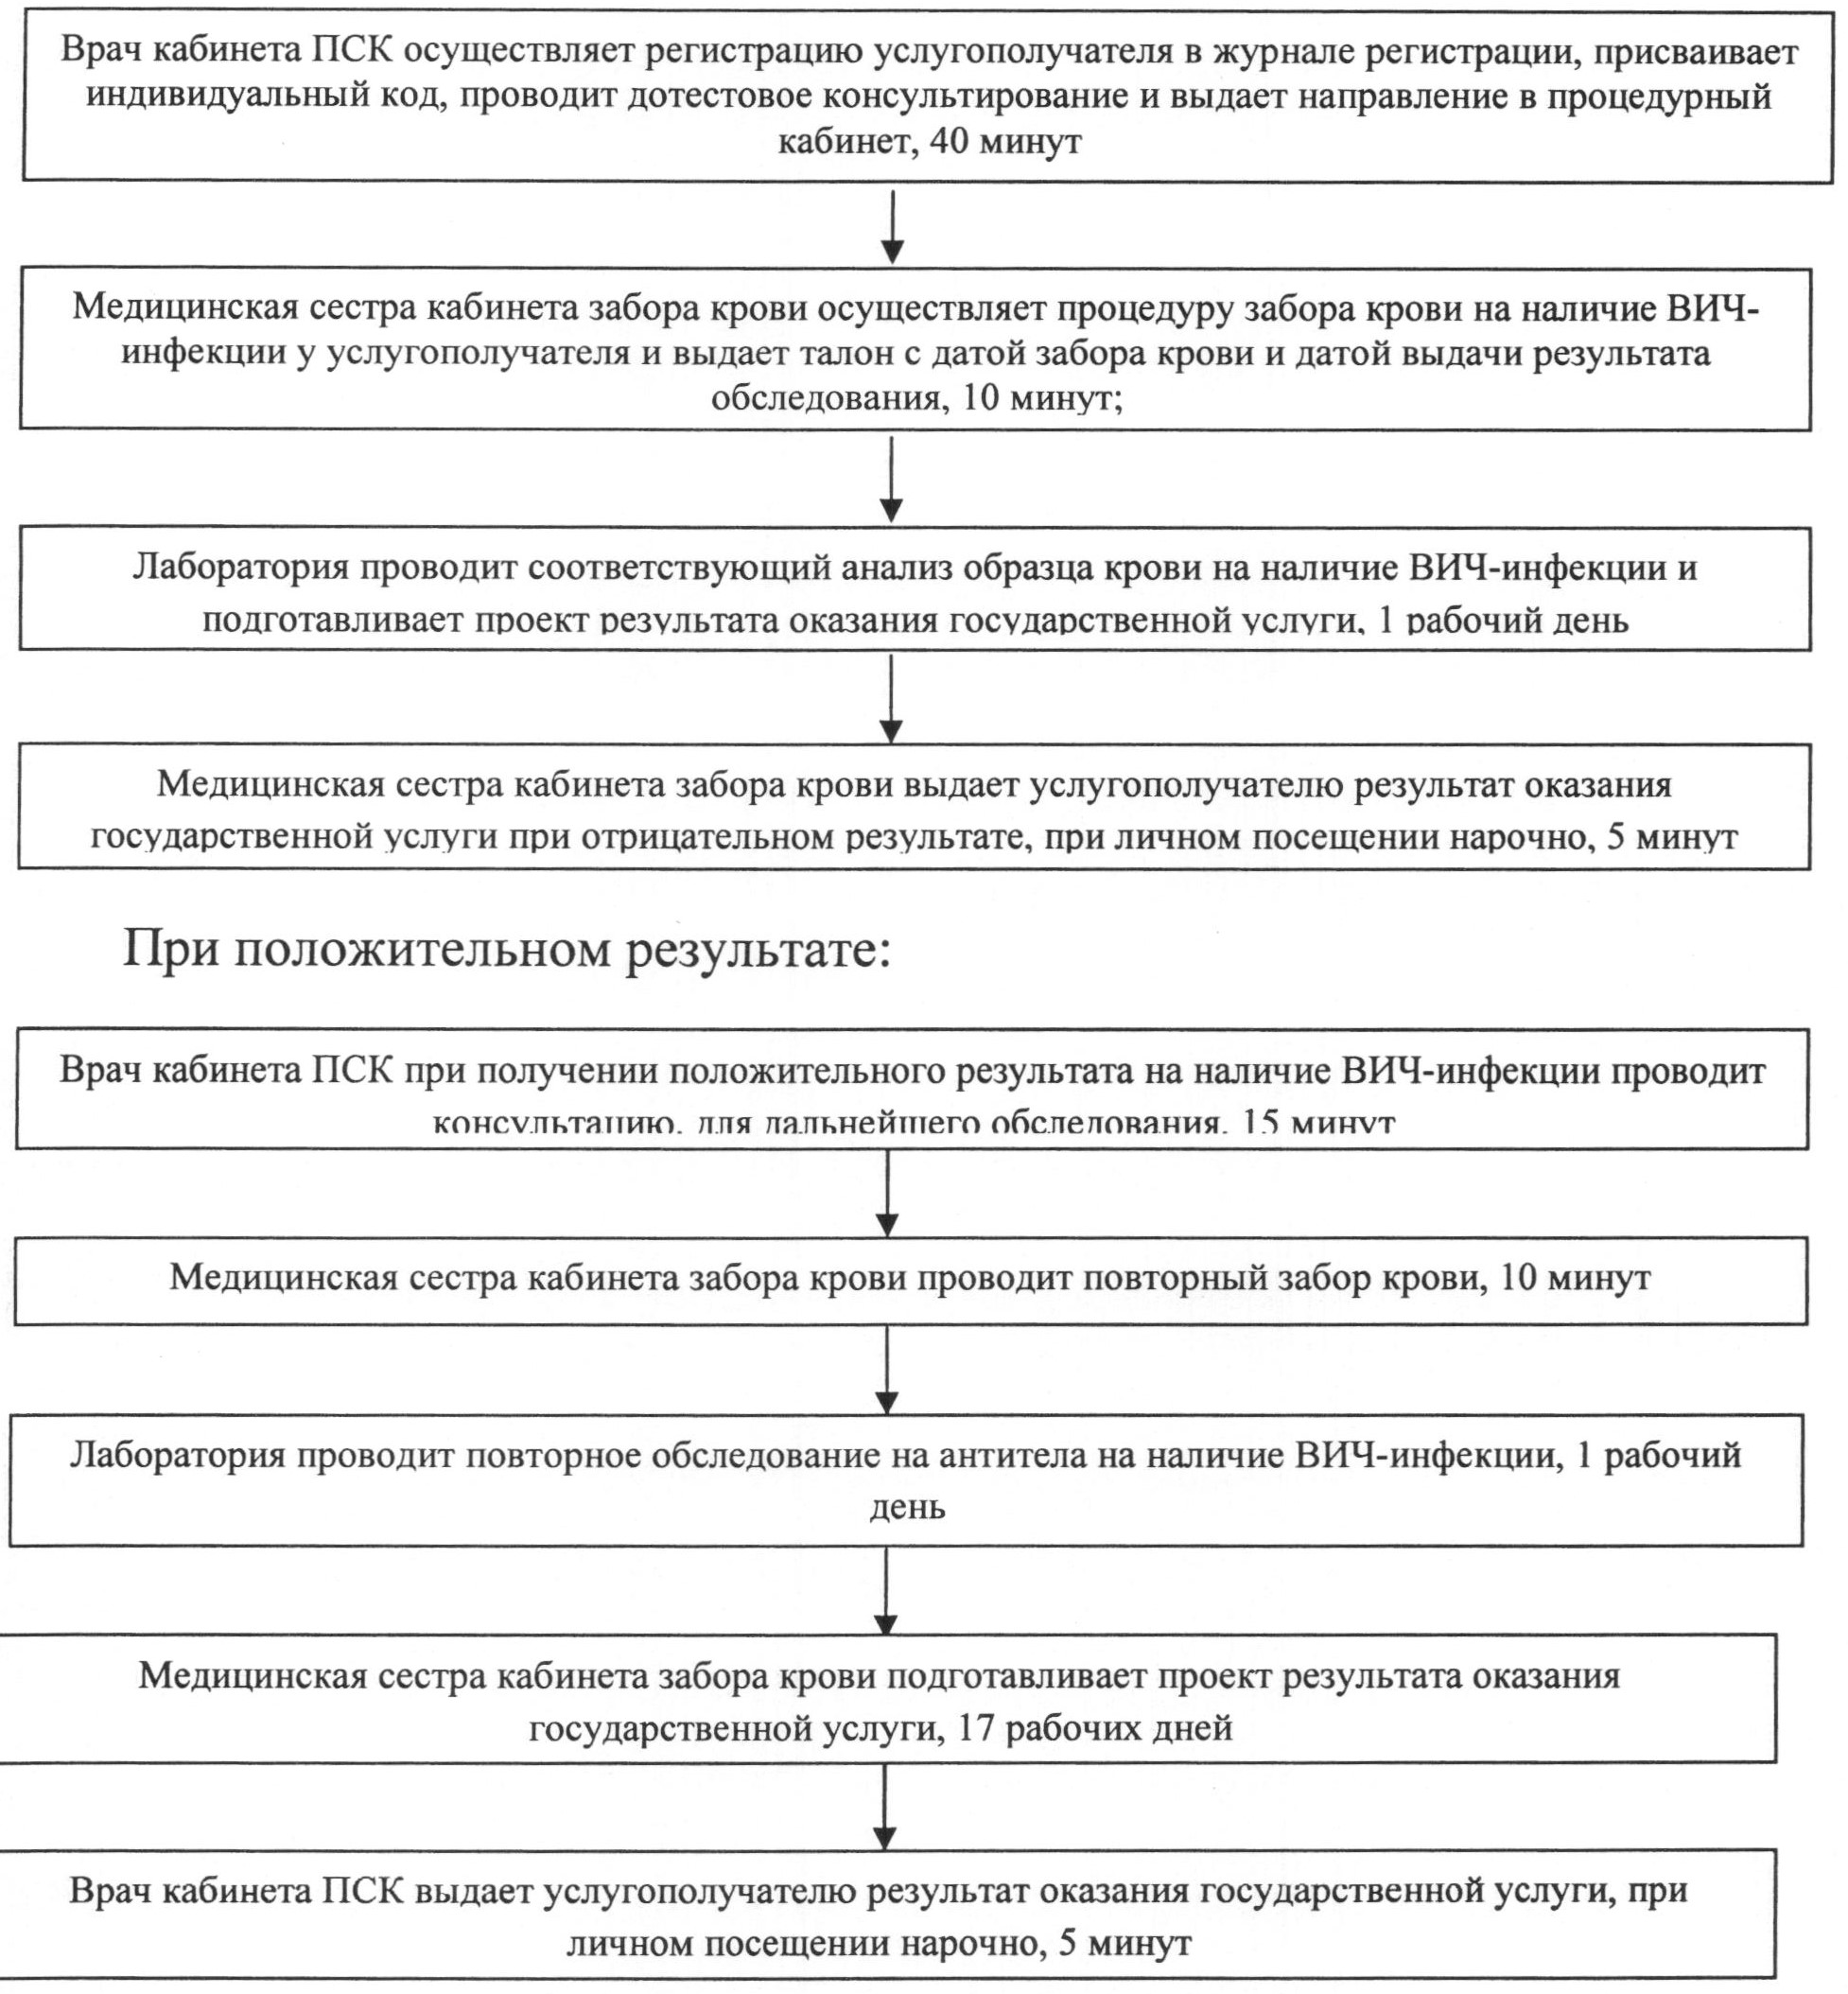 Врач кабинета ПСК осуществляет регистрацию услугополучателя в журнале регистрации, присваивает
индивидуальный код, проводит дотестовое консультирование и выдает направление в процедурный
кабинет, 40 минут
Медицинская сестра кабинета забора крови осуществляет процедуру забора крови на наличие ВИЧ-
инфекции у услугополучателя и выдает талон с датой забора крови и датой выдачи результата
обследования, 10 минут;
Лаборатория проводит соответствующий анализ образца крови на наличие ВИЧ-инфекции и
подготавливает проект результата оказания государственной услуги, 1 рабочий день
Медицинская сестра кабинета забора крови выдает услугополучателю результат оказания
государственной услуги при отрицательном результате, при личном посещении нарочно, 5 минут
При положительном результате:
Врач кабинета ПСК при получении положительного результата на наличие ВИЧ-инфекции проводит
консультацию, для дальнейшего обследования, 15 минут
Медицинская сестра кабинета забора крови проводит повторный забор крови, 10 минут
Лаборатория проводит повторное обследование на антитела на наличие ВИЧ-инфекции, 1 рабочий
день
Медицинская сестра кабинета забора крови подготавливает проект результата оказания
государственной услуги, 17 рабочих дней
Врач кабинета ПСК выдает услугополучателю результат оказания государственной услуги, при
личном посещении нарочно, 5 минут